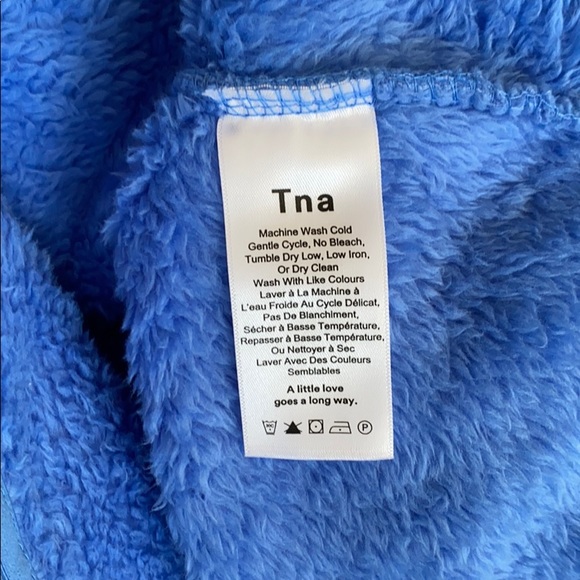 Tna
Machine Wash Cold
Gentle Cycle, No Bleach,
Tumble Dry Low, Low Iron,
Or Dry Clean
Wash With Like Colours
Laver à La Machine à
L'eau Froide Au Cycle Délicat,
Pas De Blanchiment,
Sécher à Basse Température,
Repasser à Basse Température,
Ou Nettoyer à Sec
Laver Avec Des Couleurs
Semblables
A little love
goes a long way.